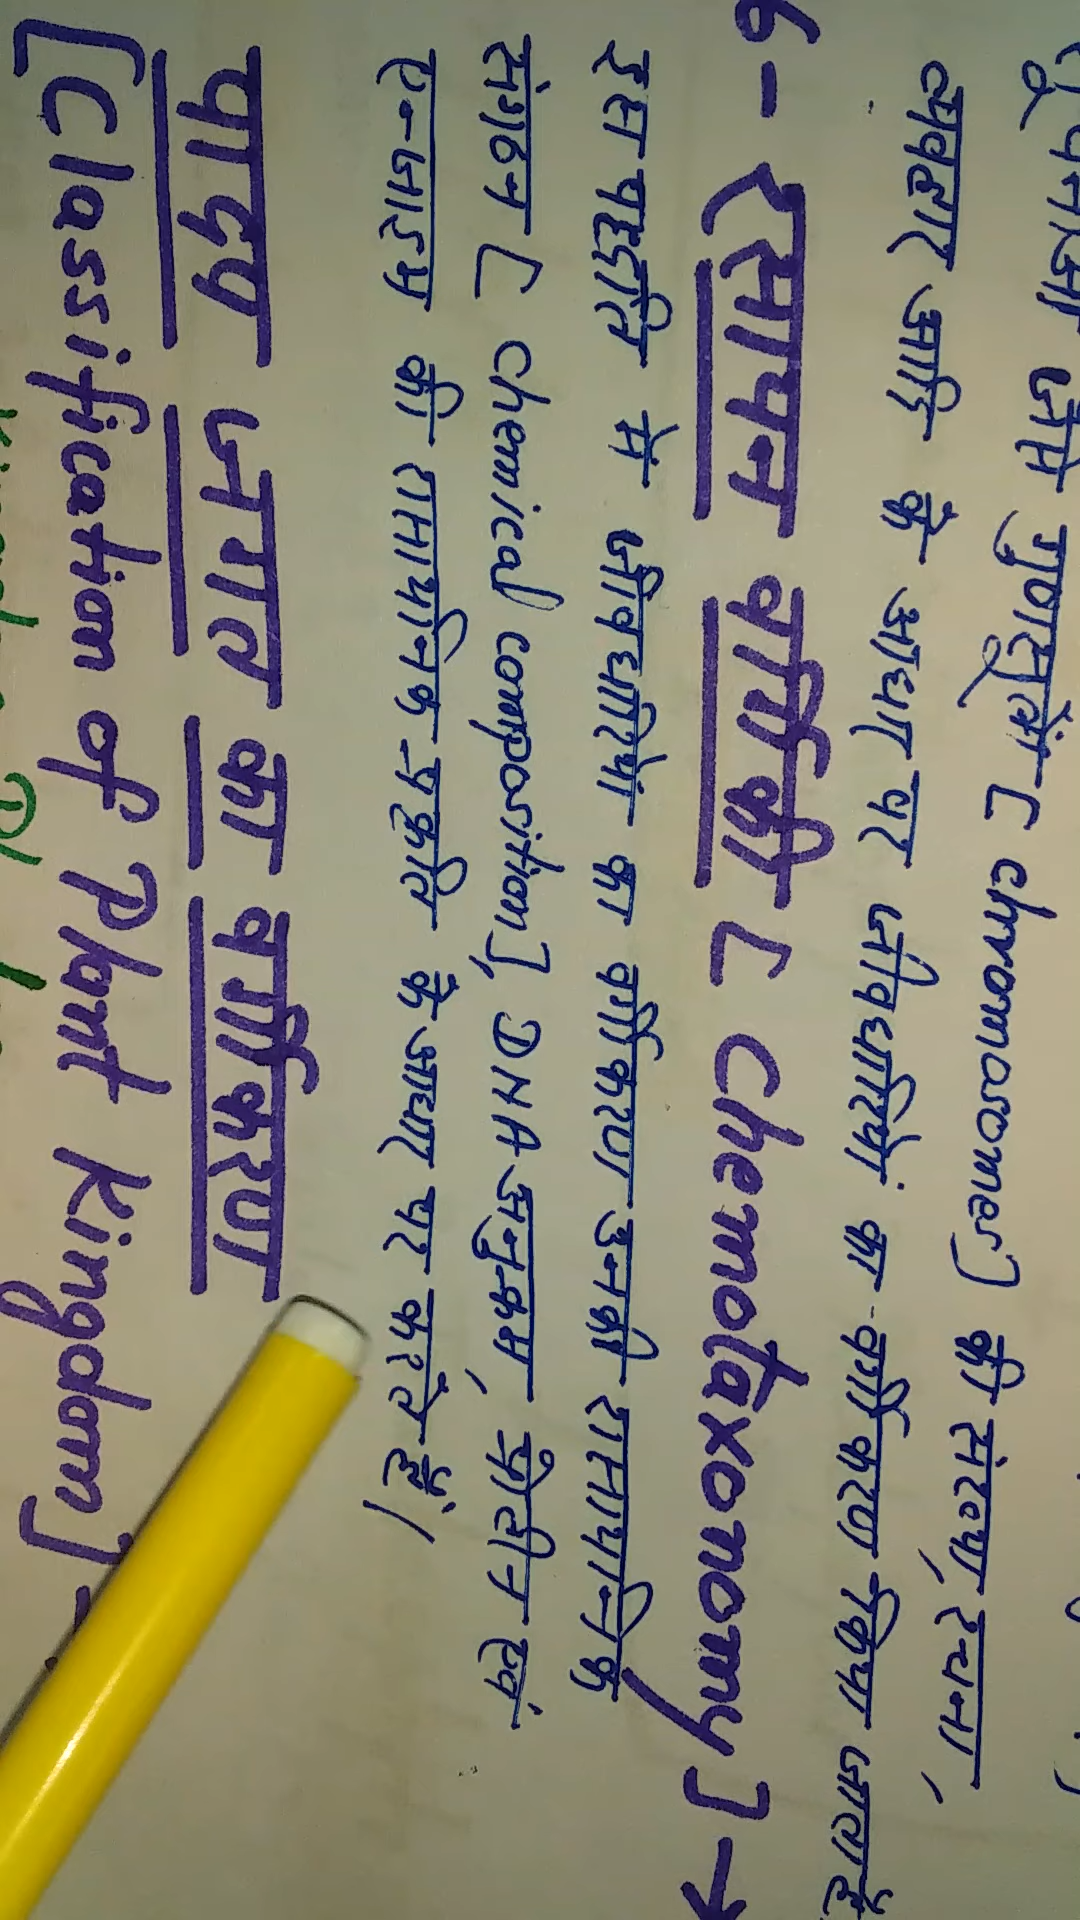 जैसे गुणसूत्रों [ chromosomes ] की संख्या, रचना,
व्यवहार आदि के आधार पर जीवधारियों का वर्गीकरण किया जाता है
6 - रसायन वर्गिकी [ Chemotaxonomy ] →
इस पद्धति में जीवधारियों का वर्गीकरण उनकी रासायनिक
संगठन [ chemical composition ], DNA अनुक्रम, प्रोटीन एवं
एन्जाइम की रासायनिक प्रकृति के आधार पर करते हैं।
पादप जगत का वर्गीकरण
[ Classification of Plant Kingdom ] -